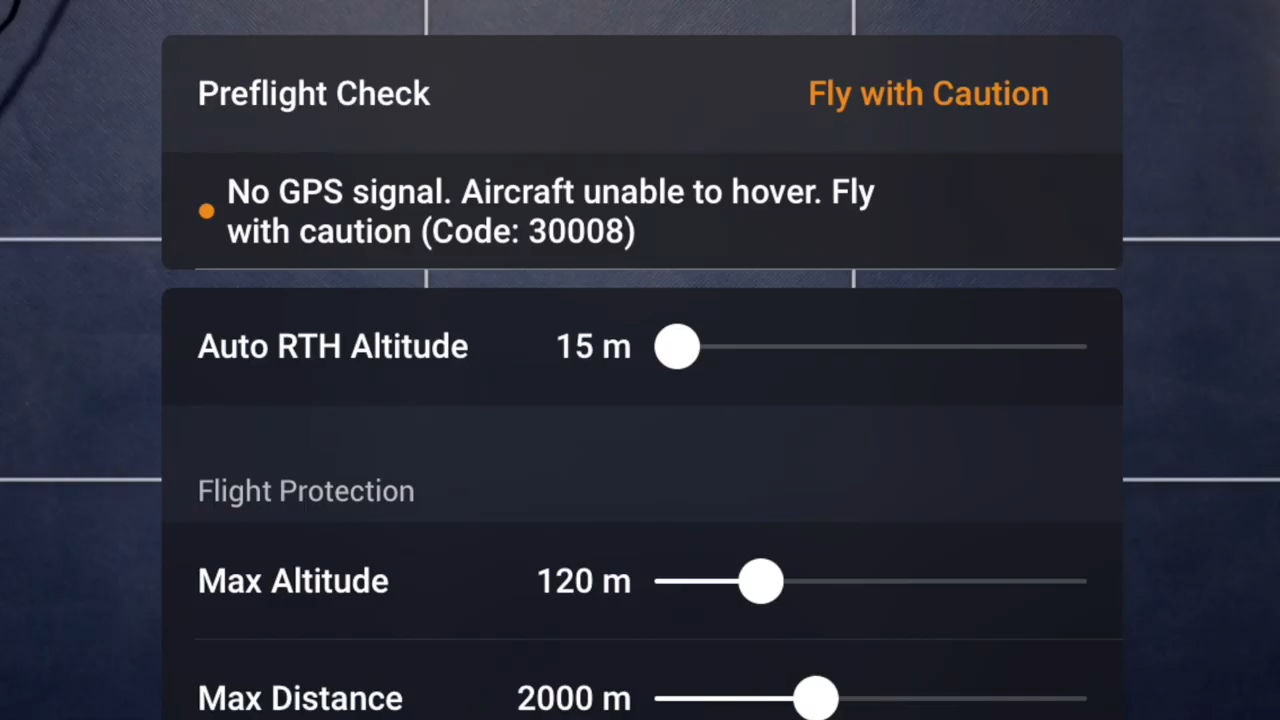 Preflight Check
Fly with Caution
No GPS signal. Aircraft unable to hover. Fly
with caution (Code: 30008)
Auto RTH Altitude
15 m
Flight Protection
Max Altitude
120 m
Max Distance
2000 m